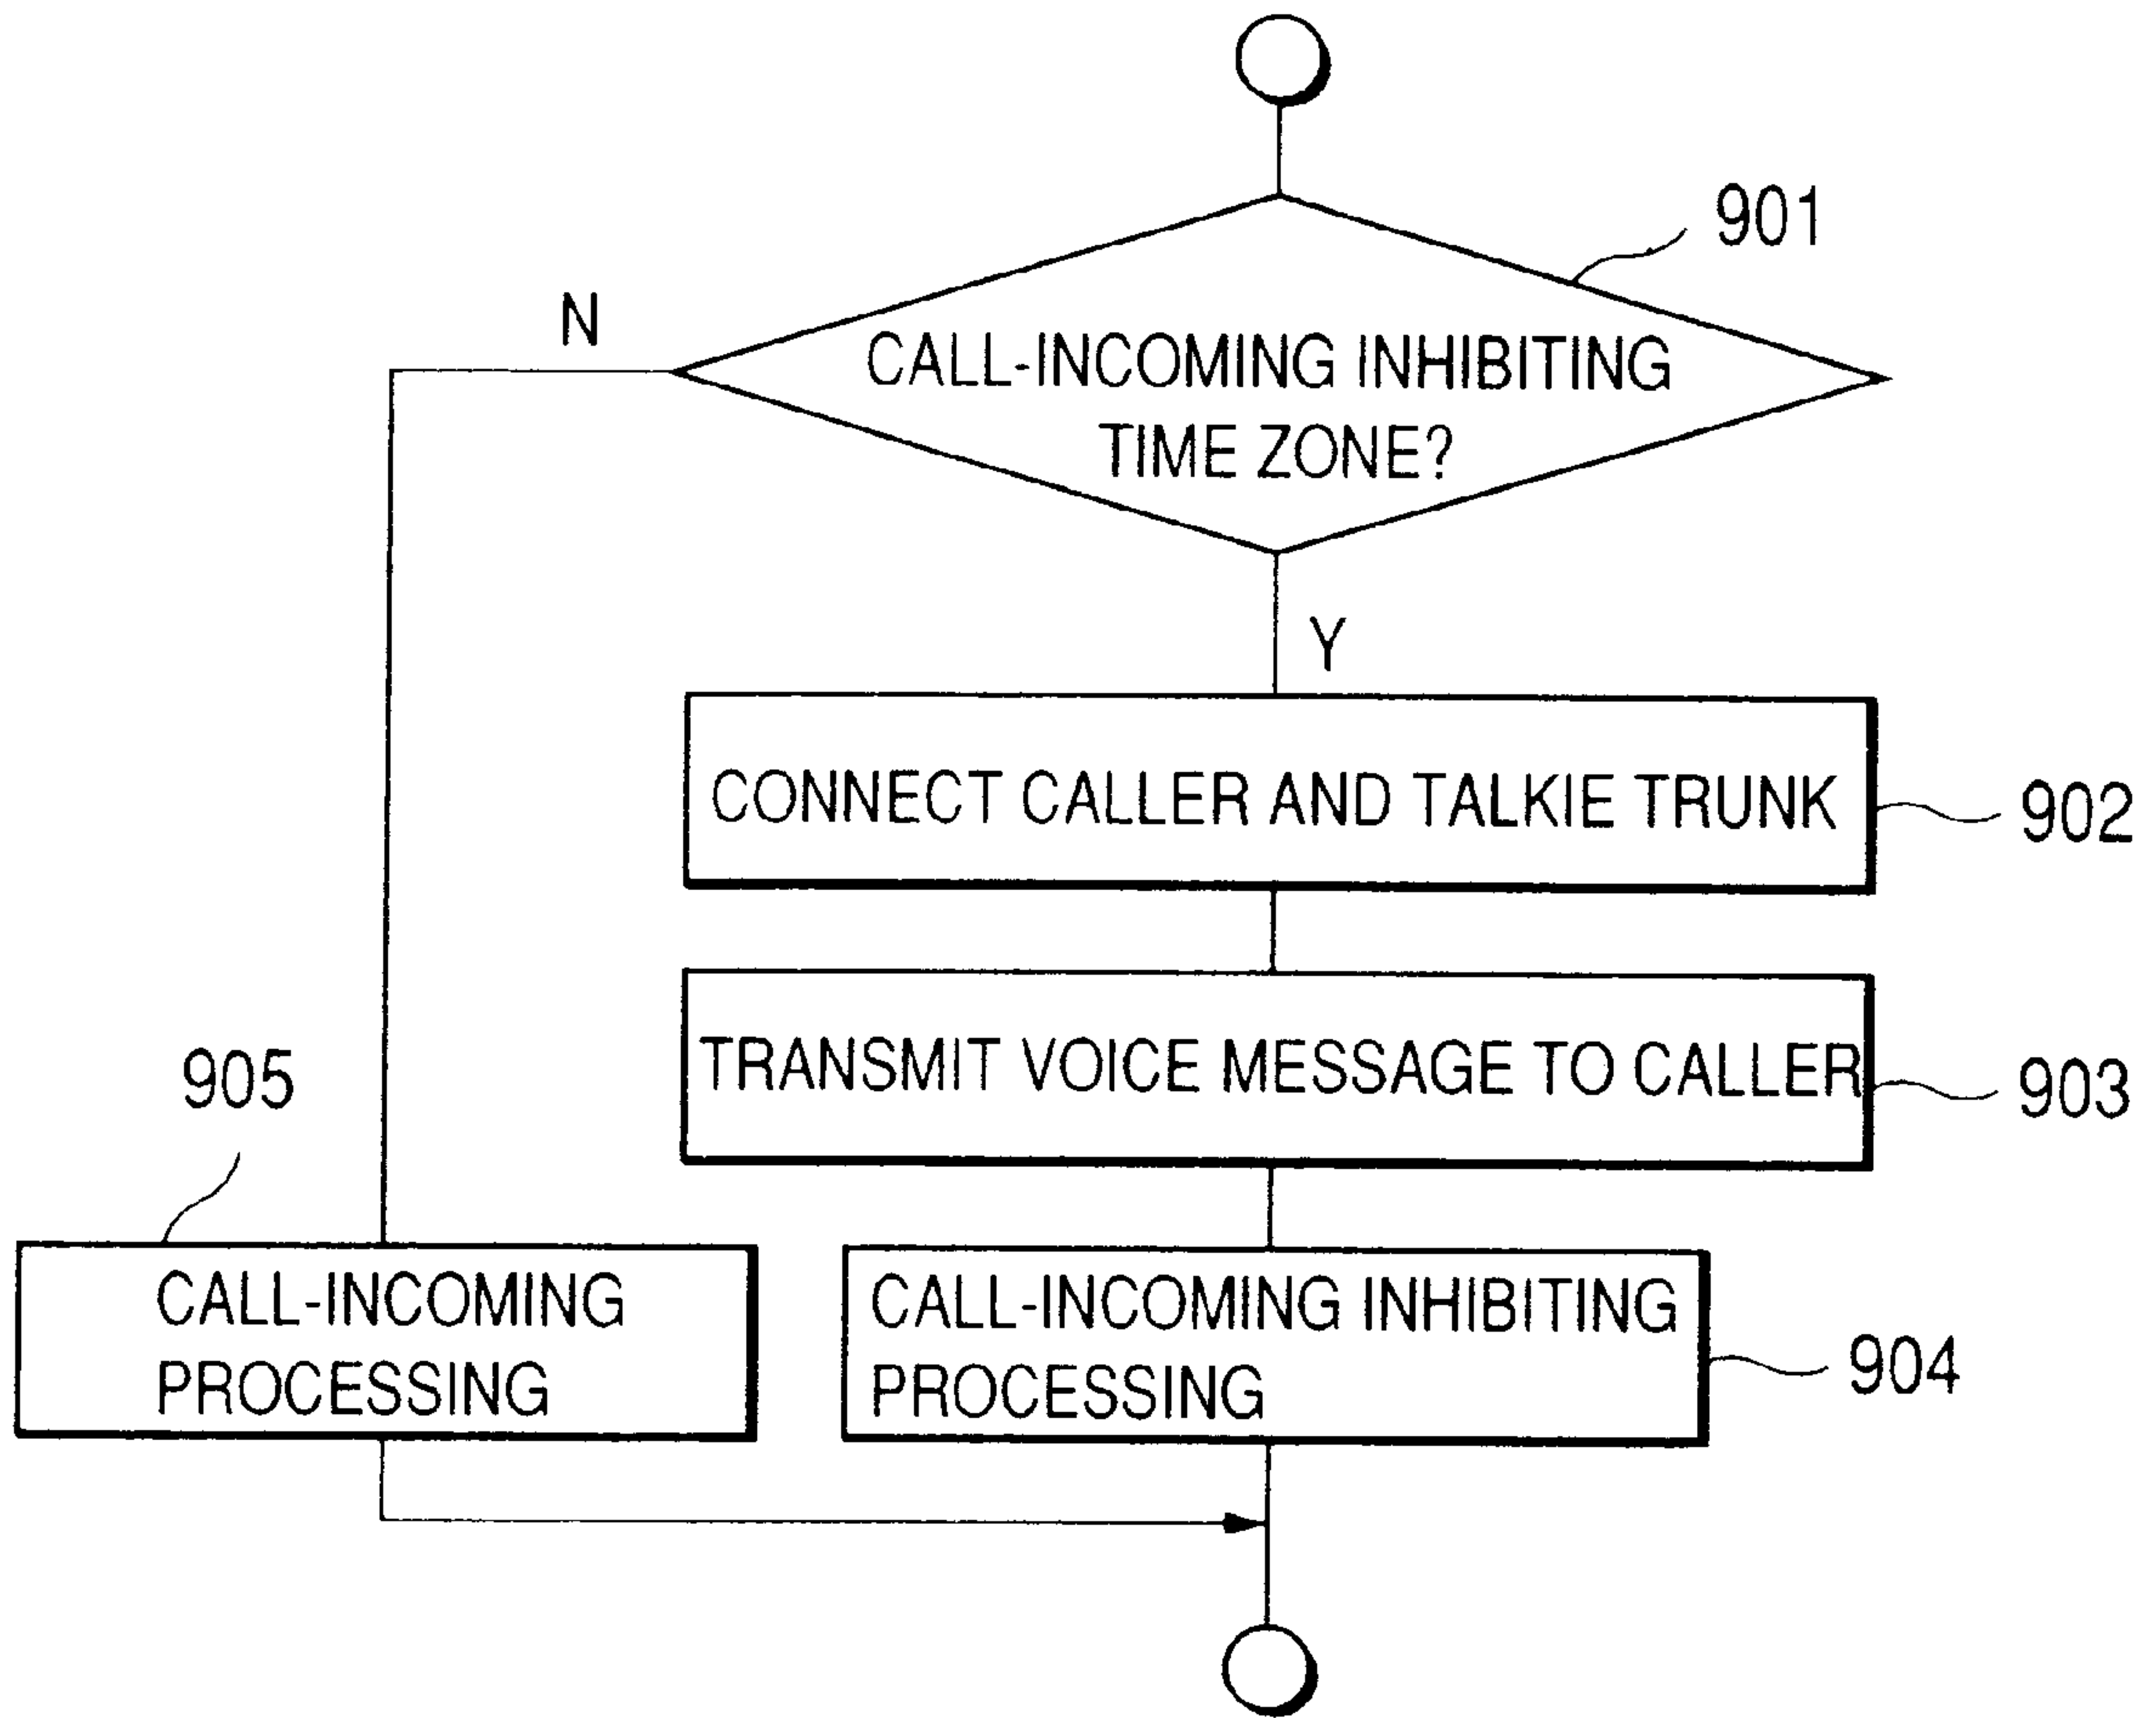 901
N
CALL-INCOMING INHIBITING
TIME ZONE?
Y
CONNECT CALLER AND TALKIE TRUNK
902
TRANSMIT VOICE MESSAGE TO CALLER
903
905
CALL-INCOMING
PROCESSING
CALL-INCOMING INHIBITING
PROCESSING
904